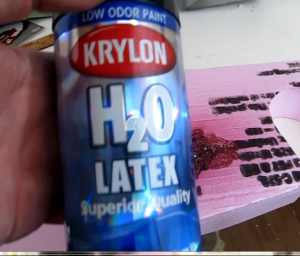 LOW ODOR PAINT
KRYLON
H2O
LATEX
Superior Quality